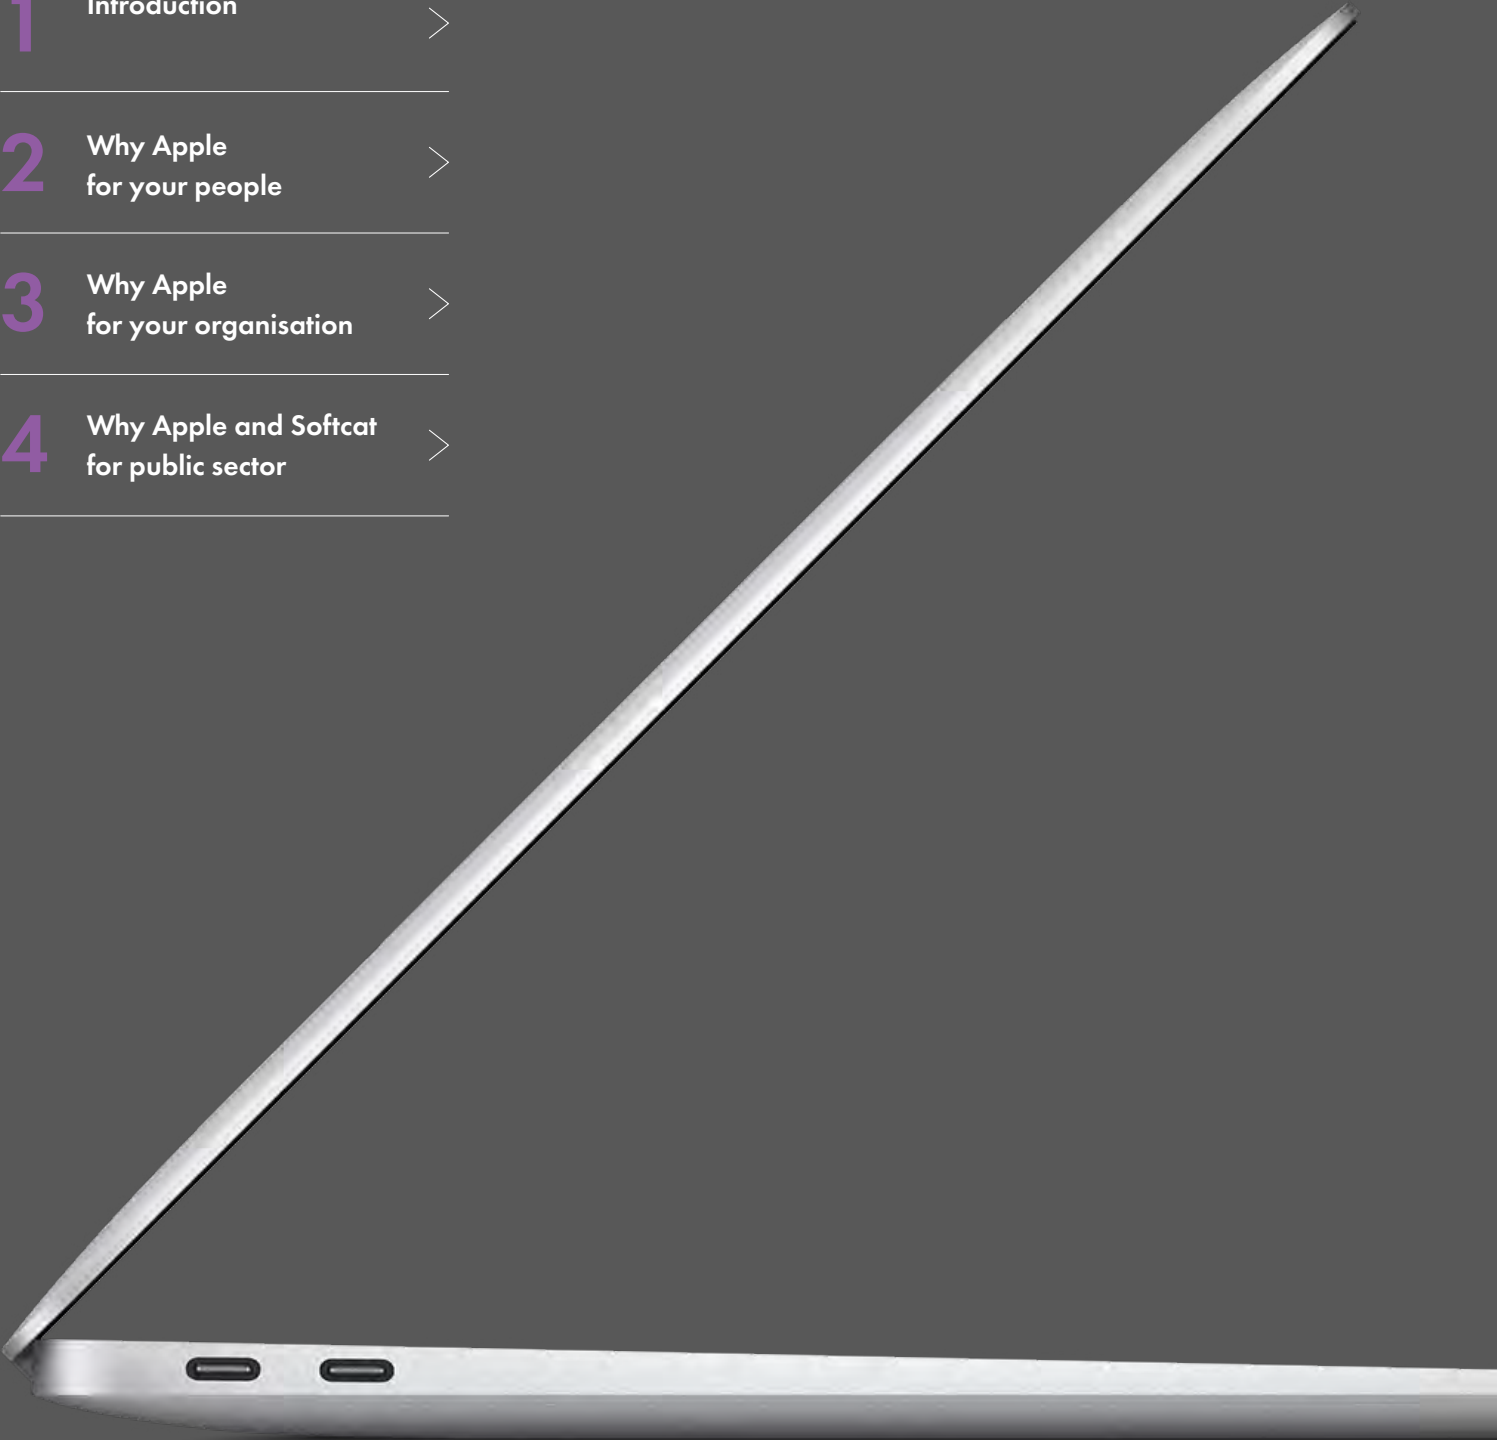 1
Introduction
2
Why Apple
for your people
3
Why Apple
for your organisation
4
Why Apple and Softcat
for public sector